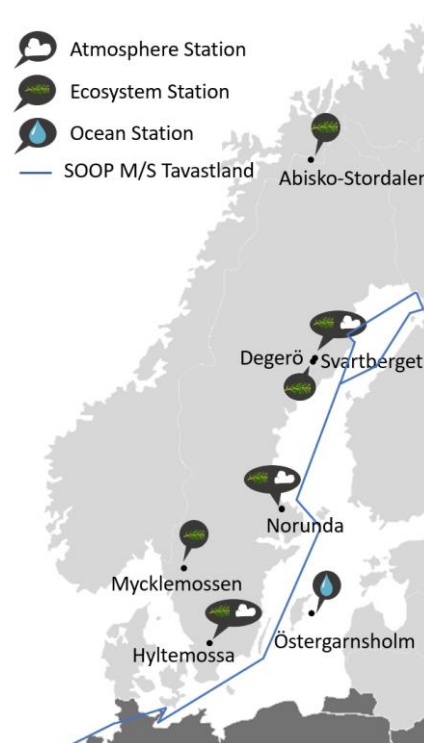 Atmosphere Station
Ecosystem Station
Ocean Station
SOOP M/S Tavastland
Abisko-Stordalen
Degerö
Svartberget
Norunda
Mycklemossen
Östergarnsholm
Hyltemossa